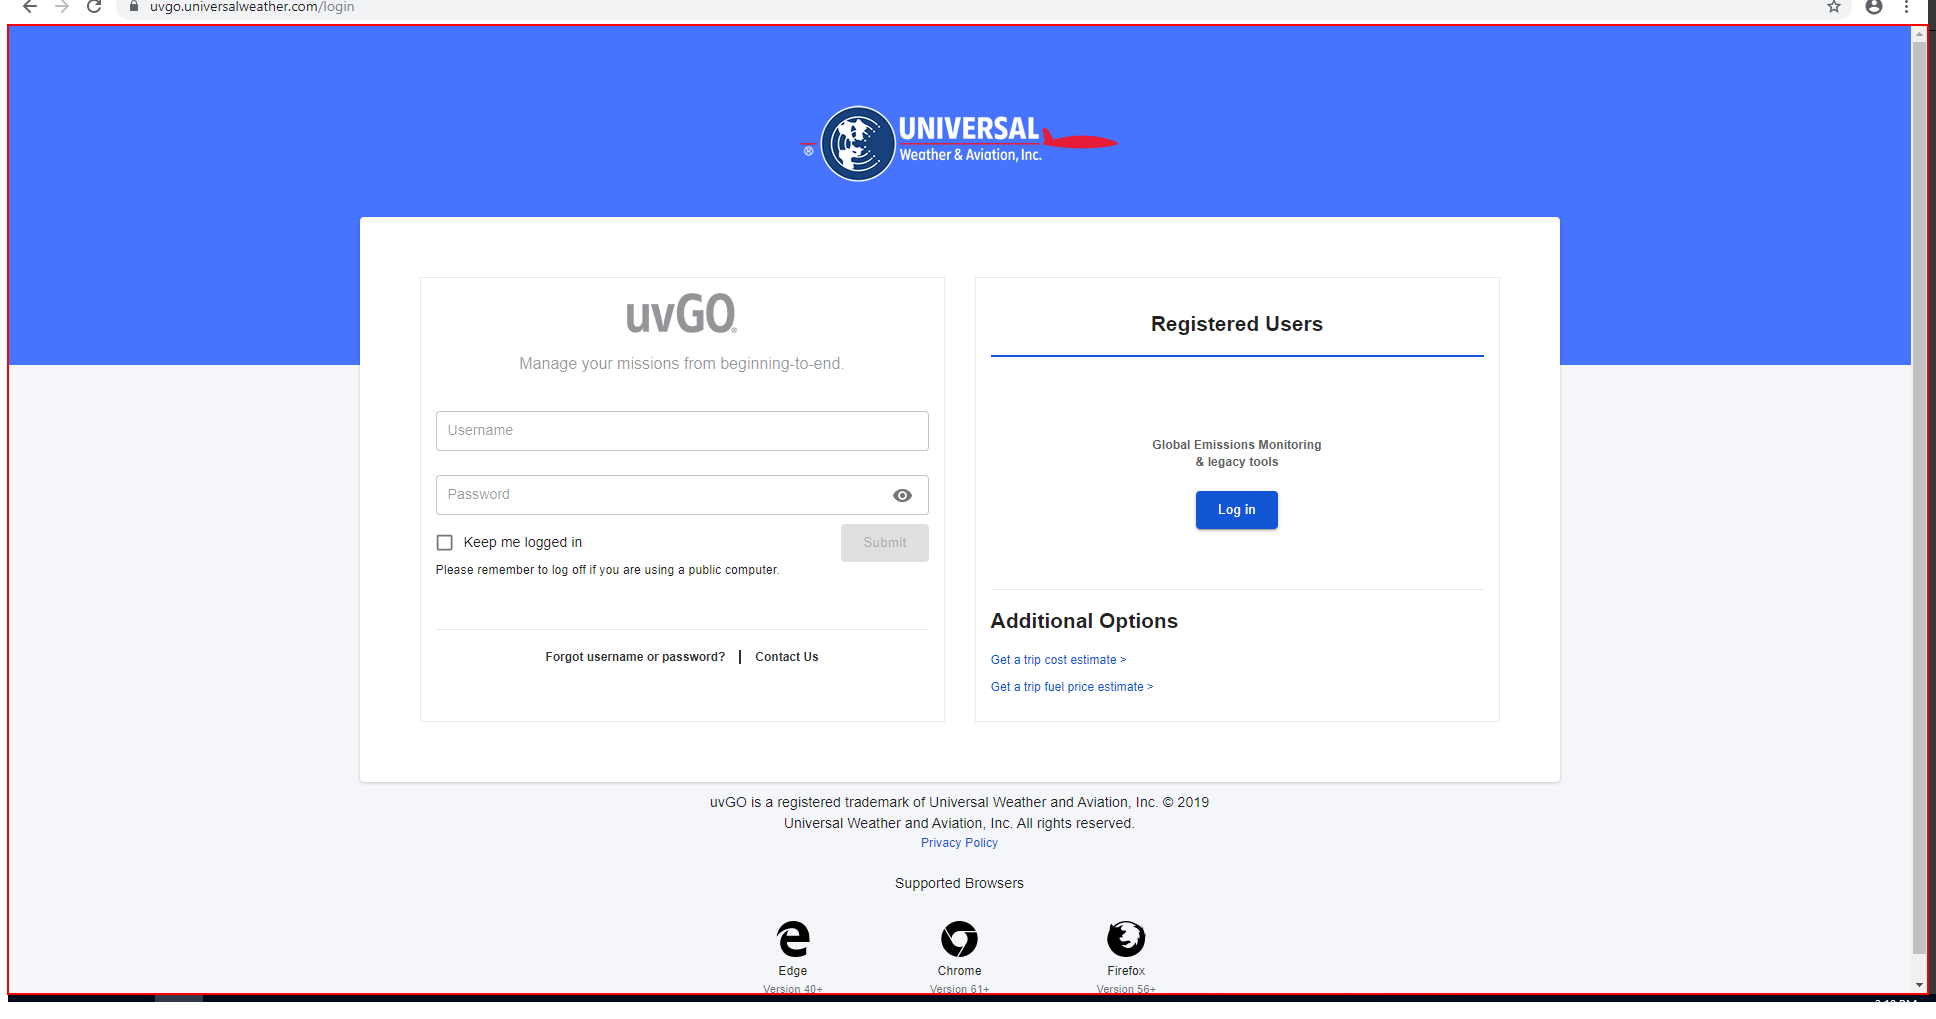 uvgo.universalweather.com/login
UNIVERSAL
Weather & Aviation, Inc.
®
uvGO®
Manage your missions from beginning-to-end.
Username
Password
Keep me logged in
Submit
Please remember to log off if you are using a public computer.
Forgot username or password? | Contact Us
Registered Users
Global Emissions Monitoring
& legacy tools
Log in
Additional Options
Get a trip cost estimate >
Get a trip fuel price estimate >
uvGO is a registered trademark of Universal Weather and Aviation, Inc. © 2019
Universal Weather and Aviation, Inc. All rights reserved.
Privacy Policy
Supported Browsers
Edge
Chrome
Firefox
Version 40+
Version 61+
Version 56+